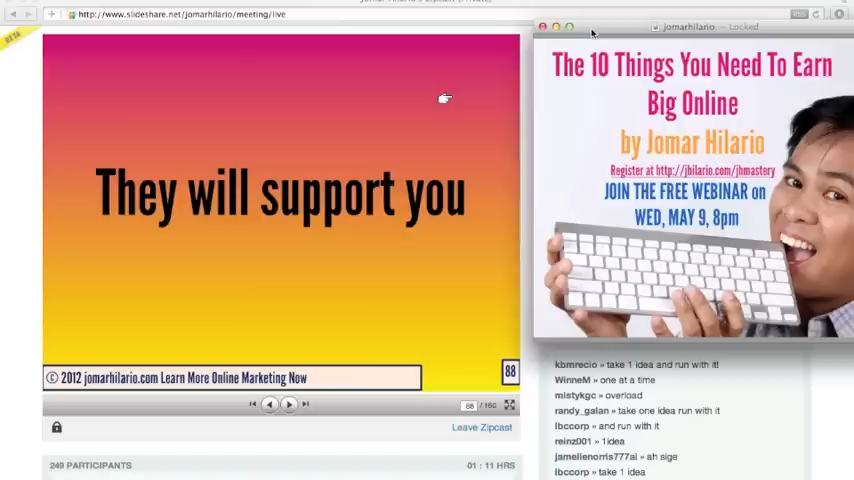 http://www.slideshare.net/jomarhilario/meeting/live
BETA
They will support you
© 2012 jomarhilario.com Learn More Online Marketing Now
88
88 / 160
Leave Zipcast
249 PARTICIPANTS
01 : 11 HRS
jomarhilario — Locked
The 10 Things You Need To Earn
Big Online
by Jomar Hilario
Register at http://jhilario.com/jhmastery
JOIN THE FREE WEBINAR on
WED, MAY 9, 8pm
kbmrecio » take 1 idea and run with it!
WinneM » one at a time
mistykgc » overload
randy_galan » take one idea run with it
lbccorp » and run with it
reinz001 » 1idea
jamelienorris777al » ah sige
lbccorp » take 1 idea